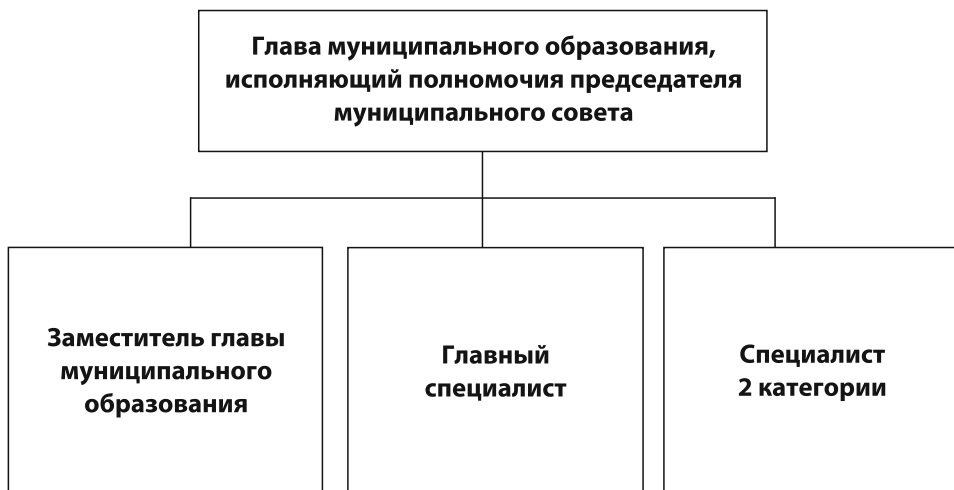 Глава муниципального образования,
исполняющий полномочия председателя
муниципального совета
Заместитель главы
муниципального
образования
Главный
специалист
Специалист
2 категории